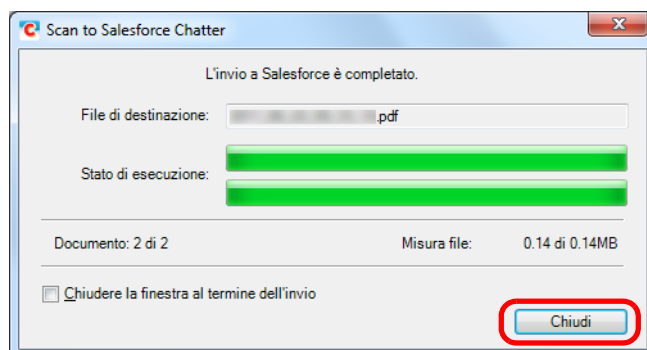 Scan to Salesforce Chatter
L'invio a Salesforce è completato.
File di destinazione: .pdf
Stato di esecuzione:
Documento: 2 di 2 Misura file: 0.14 di 0.14MB
Chiudere la finestra al termine dell'invio
Chiudi